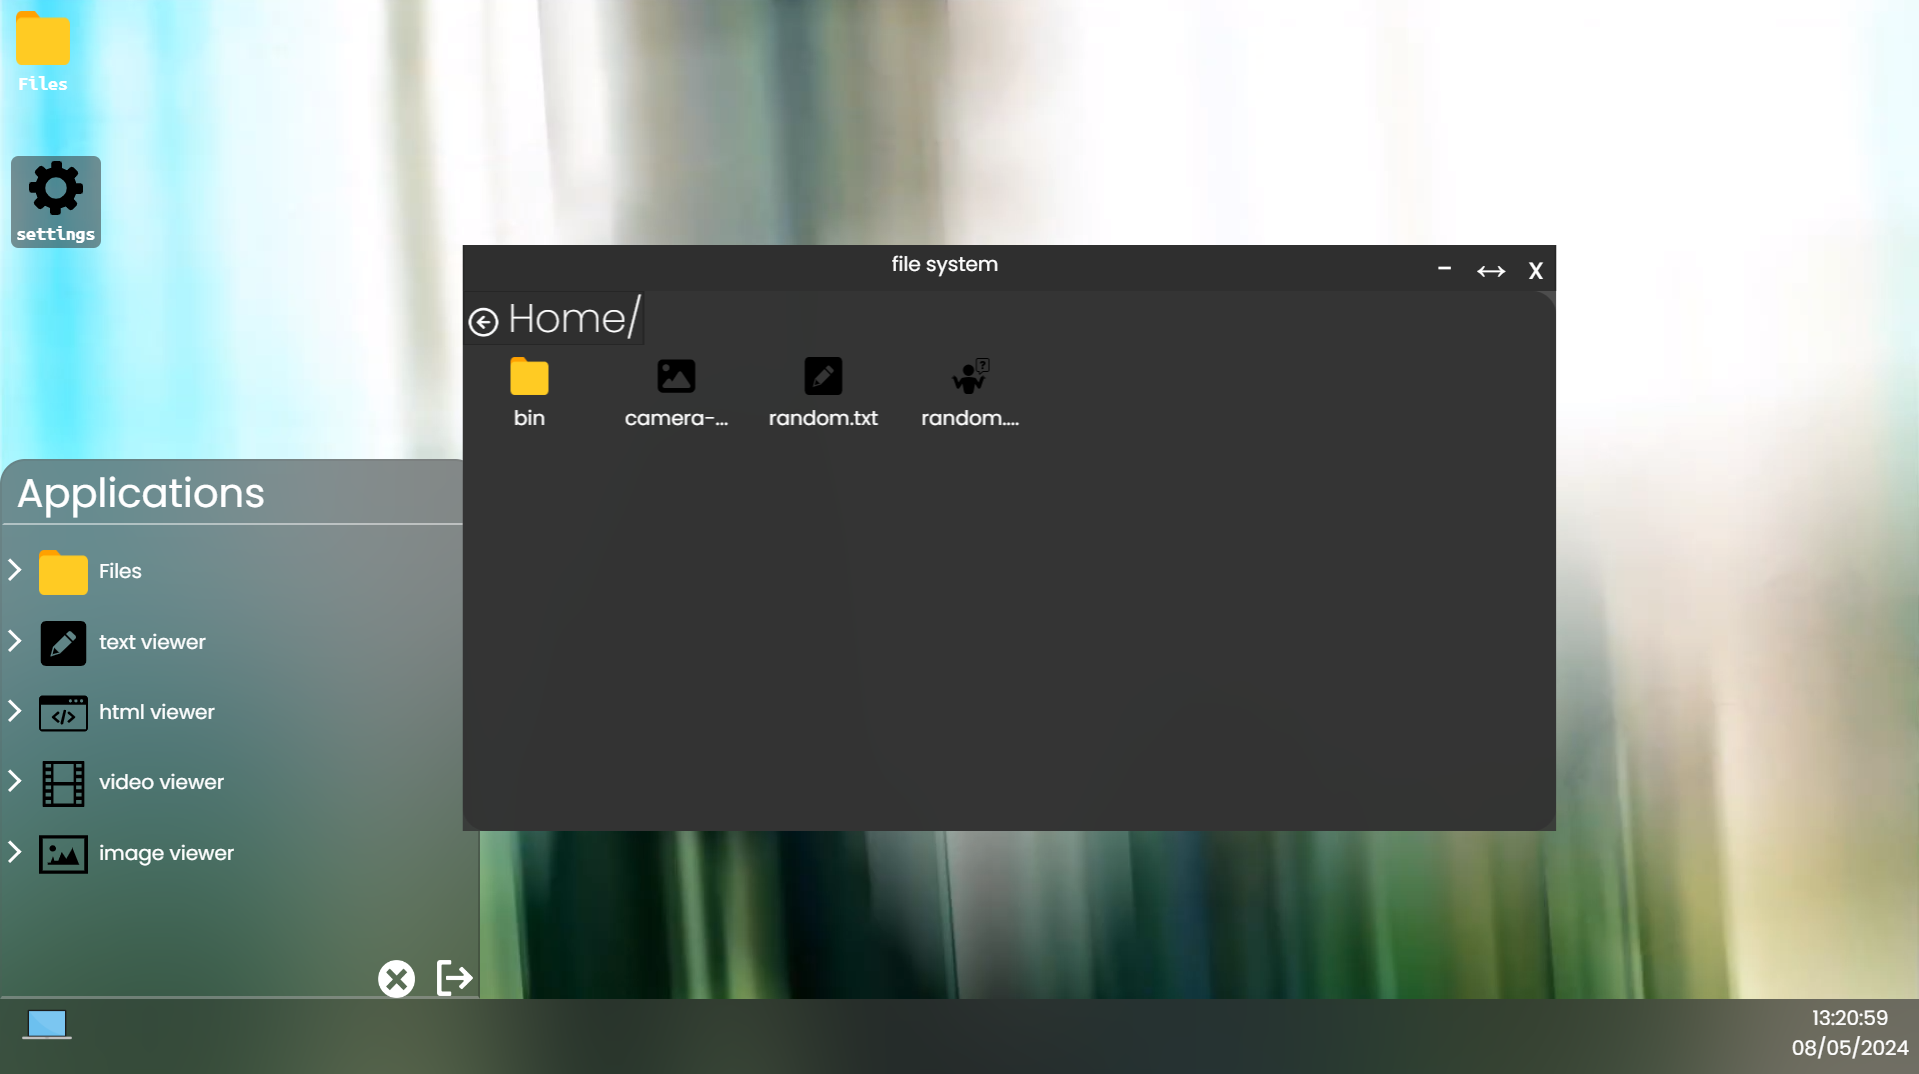 Files
settings
file system
- X
Home/
bin
camera-...
random.txt
random....
?
Applications
Files
text viewer
</> html viewer
video viewer
image viewer
13:20:59
08/05/2024